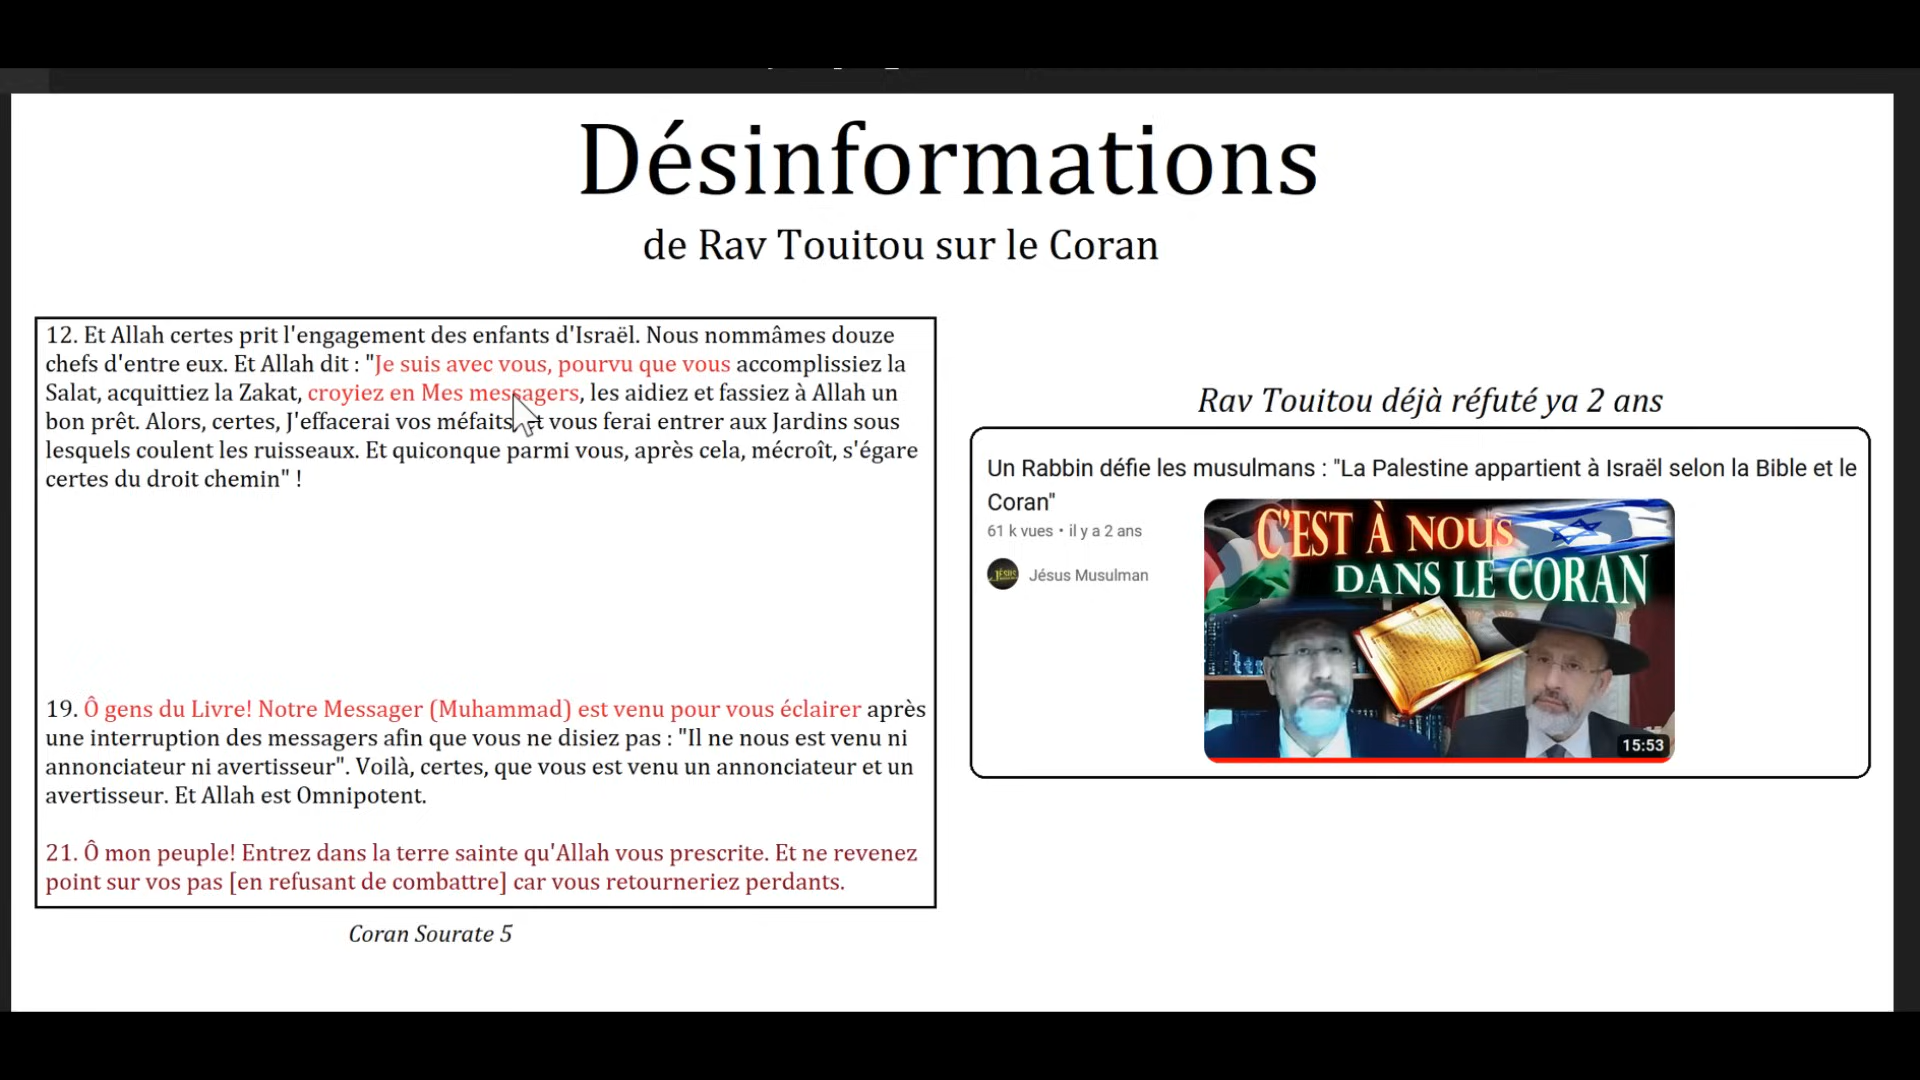 Désinformations
de Rav Touitou sur le Coran
12. Et Allah certes prit l'engagement des enfants d'Israël. Nous nommâmes douze
chefs d'entre eux. Et Allah dit : "Je suis avec vous, pourvu que vous accomplissiez la
Salat, acquittiez la Zakat, croyiez en Mes messagers, les aidiez et fassiez à Allah un
bon prêt. Alors, certes, J'effacerai vos méfaits, et vous ferai entrer aux Jardins sous
lesquels coulent les ruisseaux. Et quiconque parmi vous, après cela, mécroît, s'égare
certes du droit chemin" !
19. Ô gens du Livre! Notre Messager (Muhammad) est venu pour vous éclairer après
une interruption des messagers afin que vous ne disiez pas : "Il ne nous est venu ni
annonciateur ni avertisseur". Voilà, certes, que vous est venu un annonciateur et un
avertisseur. Et Allah est Omnipotent.
21. Ô mon peuple! Entrez dans la terre sainte qu'Allah vous prescrite. Et ne revenez
point sur vos pas [en refusant de combattre] car vous retourneriez perdants.
Coran Sourate 5
Rav Touitou déjà réfuté ya 2 ans
Un Rabbin défie les musulmans : "La Palestine appartient à Israël selon la Bible et le
Coran"
61 k vues • il y a 2 ans
Jésus Musulman
C'EST À NOUS
DANS LE CORAN
15:53